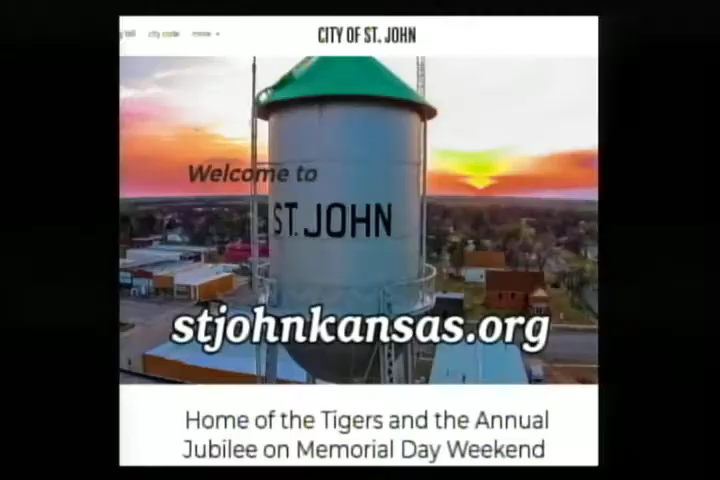 city code
more
CITY OF ST. JOHN
Welcome to
ST. JOHN
stjohnkansas.org
Home of the Tigers and the Annual
Jubilee on Memorial Day Weekend